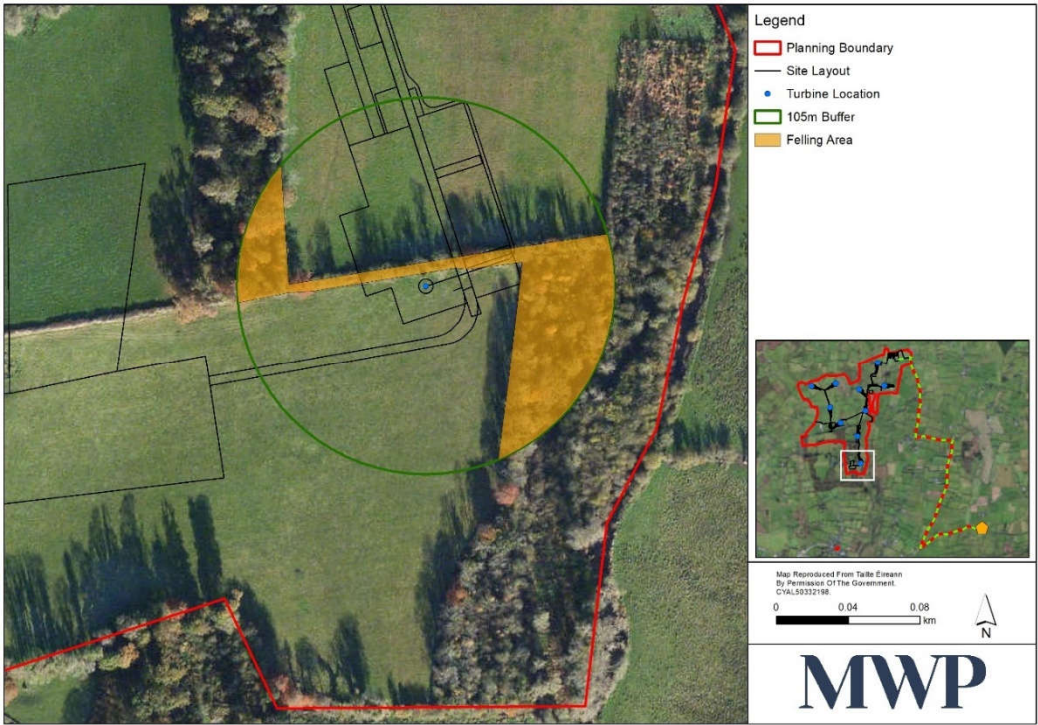 Legend
Planning Boundary
Site Layout
Turbine Location
105m Buffer
Felling Area
Map Reproduced From Tailte Éireann
By Permission Of The Government.
CYAL50332198.
0 0.04 0.08
km
N
MWP